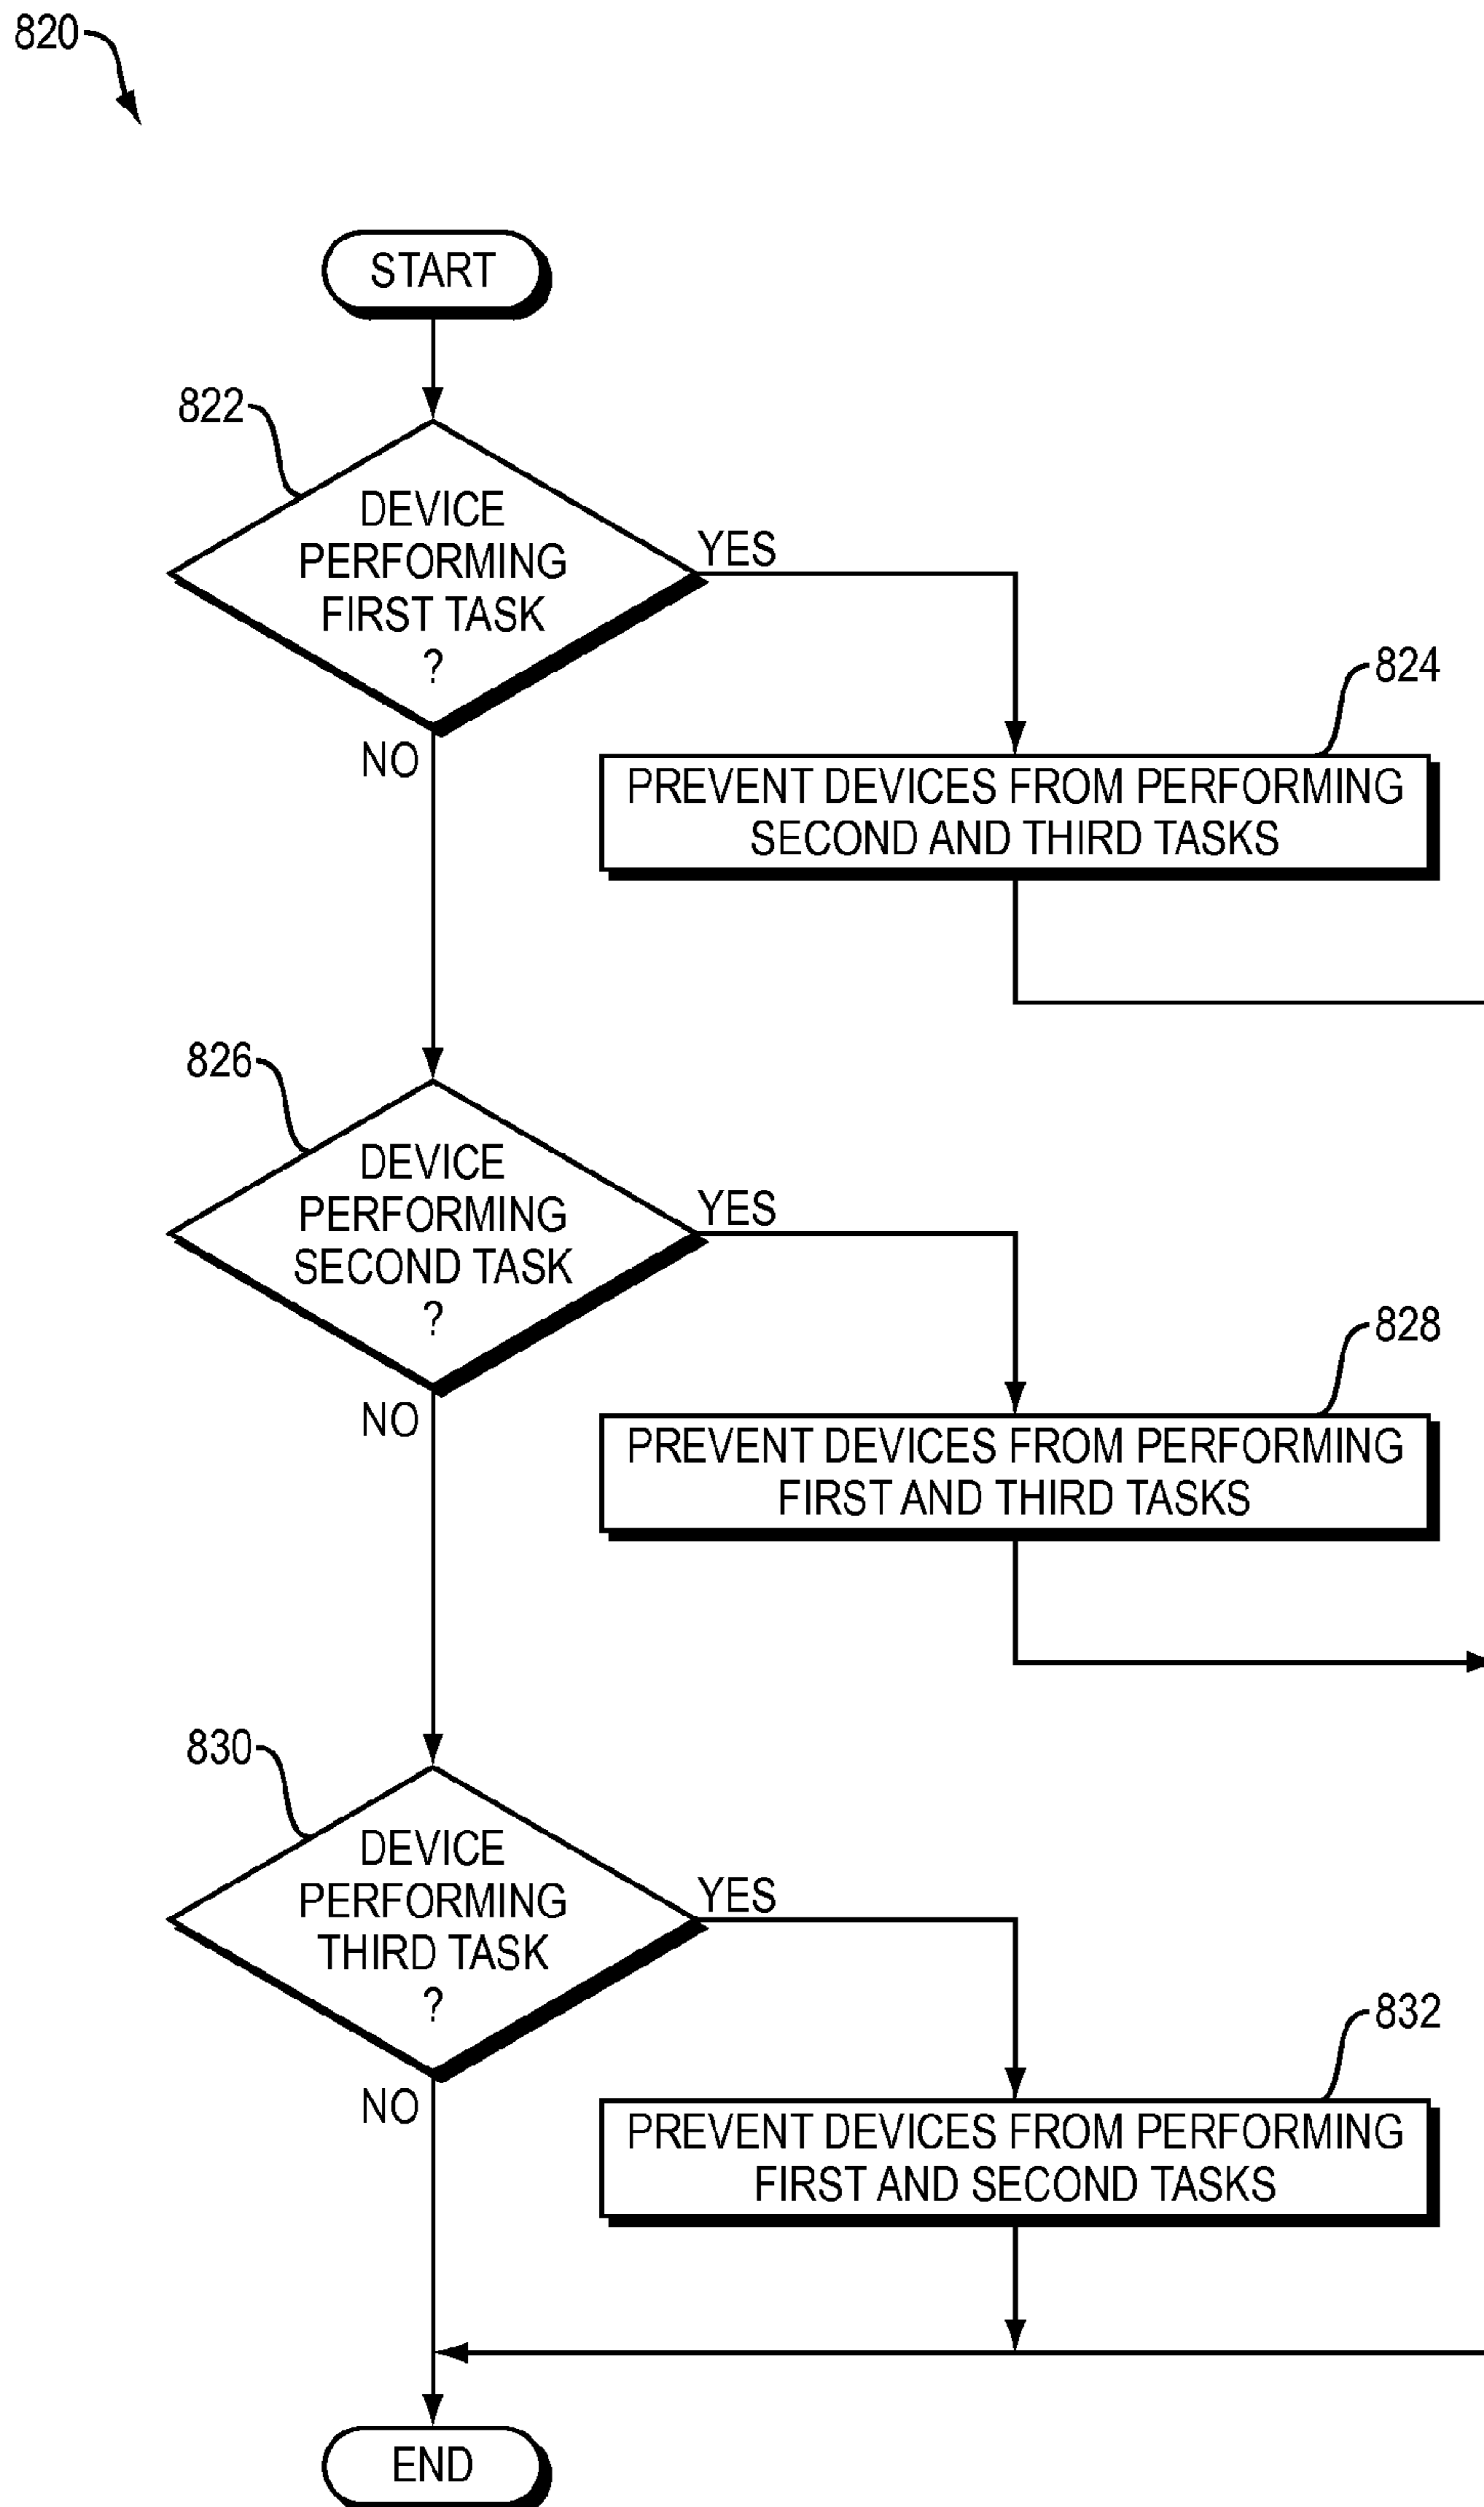 820
START
822
DEVICE
PERFORMING
FIRST TASK
?
YES
NO
824
PREVENT DEVICES FROM PERFORMING
SECOND AND THIRD TASKS
826
DEVICE
PERFORMING
SECOND TASK
?
YES
NO
828
PREVENT DEVICES FROM PERFORMING
FIRST AND THIRD TASKS
830
DEVICE
PERFORMING
THIRD TASK
?
YES
NO
832
PREVENT DEVICES FROM PERFORMING
FIRST AND SECOND TASKS
END